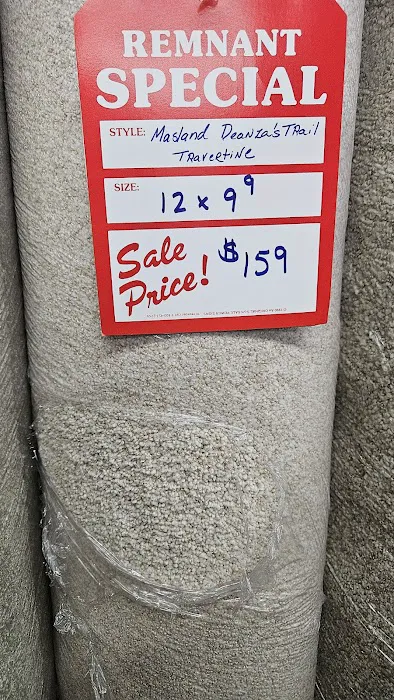 REMNANT
SPECIAL
STYLE: Masland Deanza's Trail
Travertine
SIZE: 12 x 9⁹
Sale
Price! $159